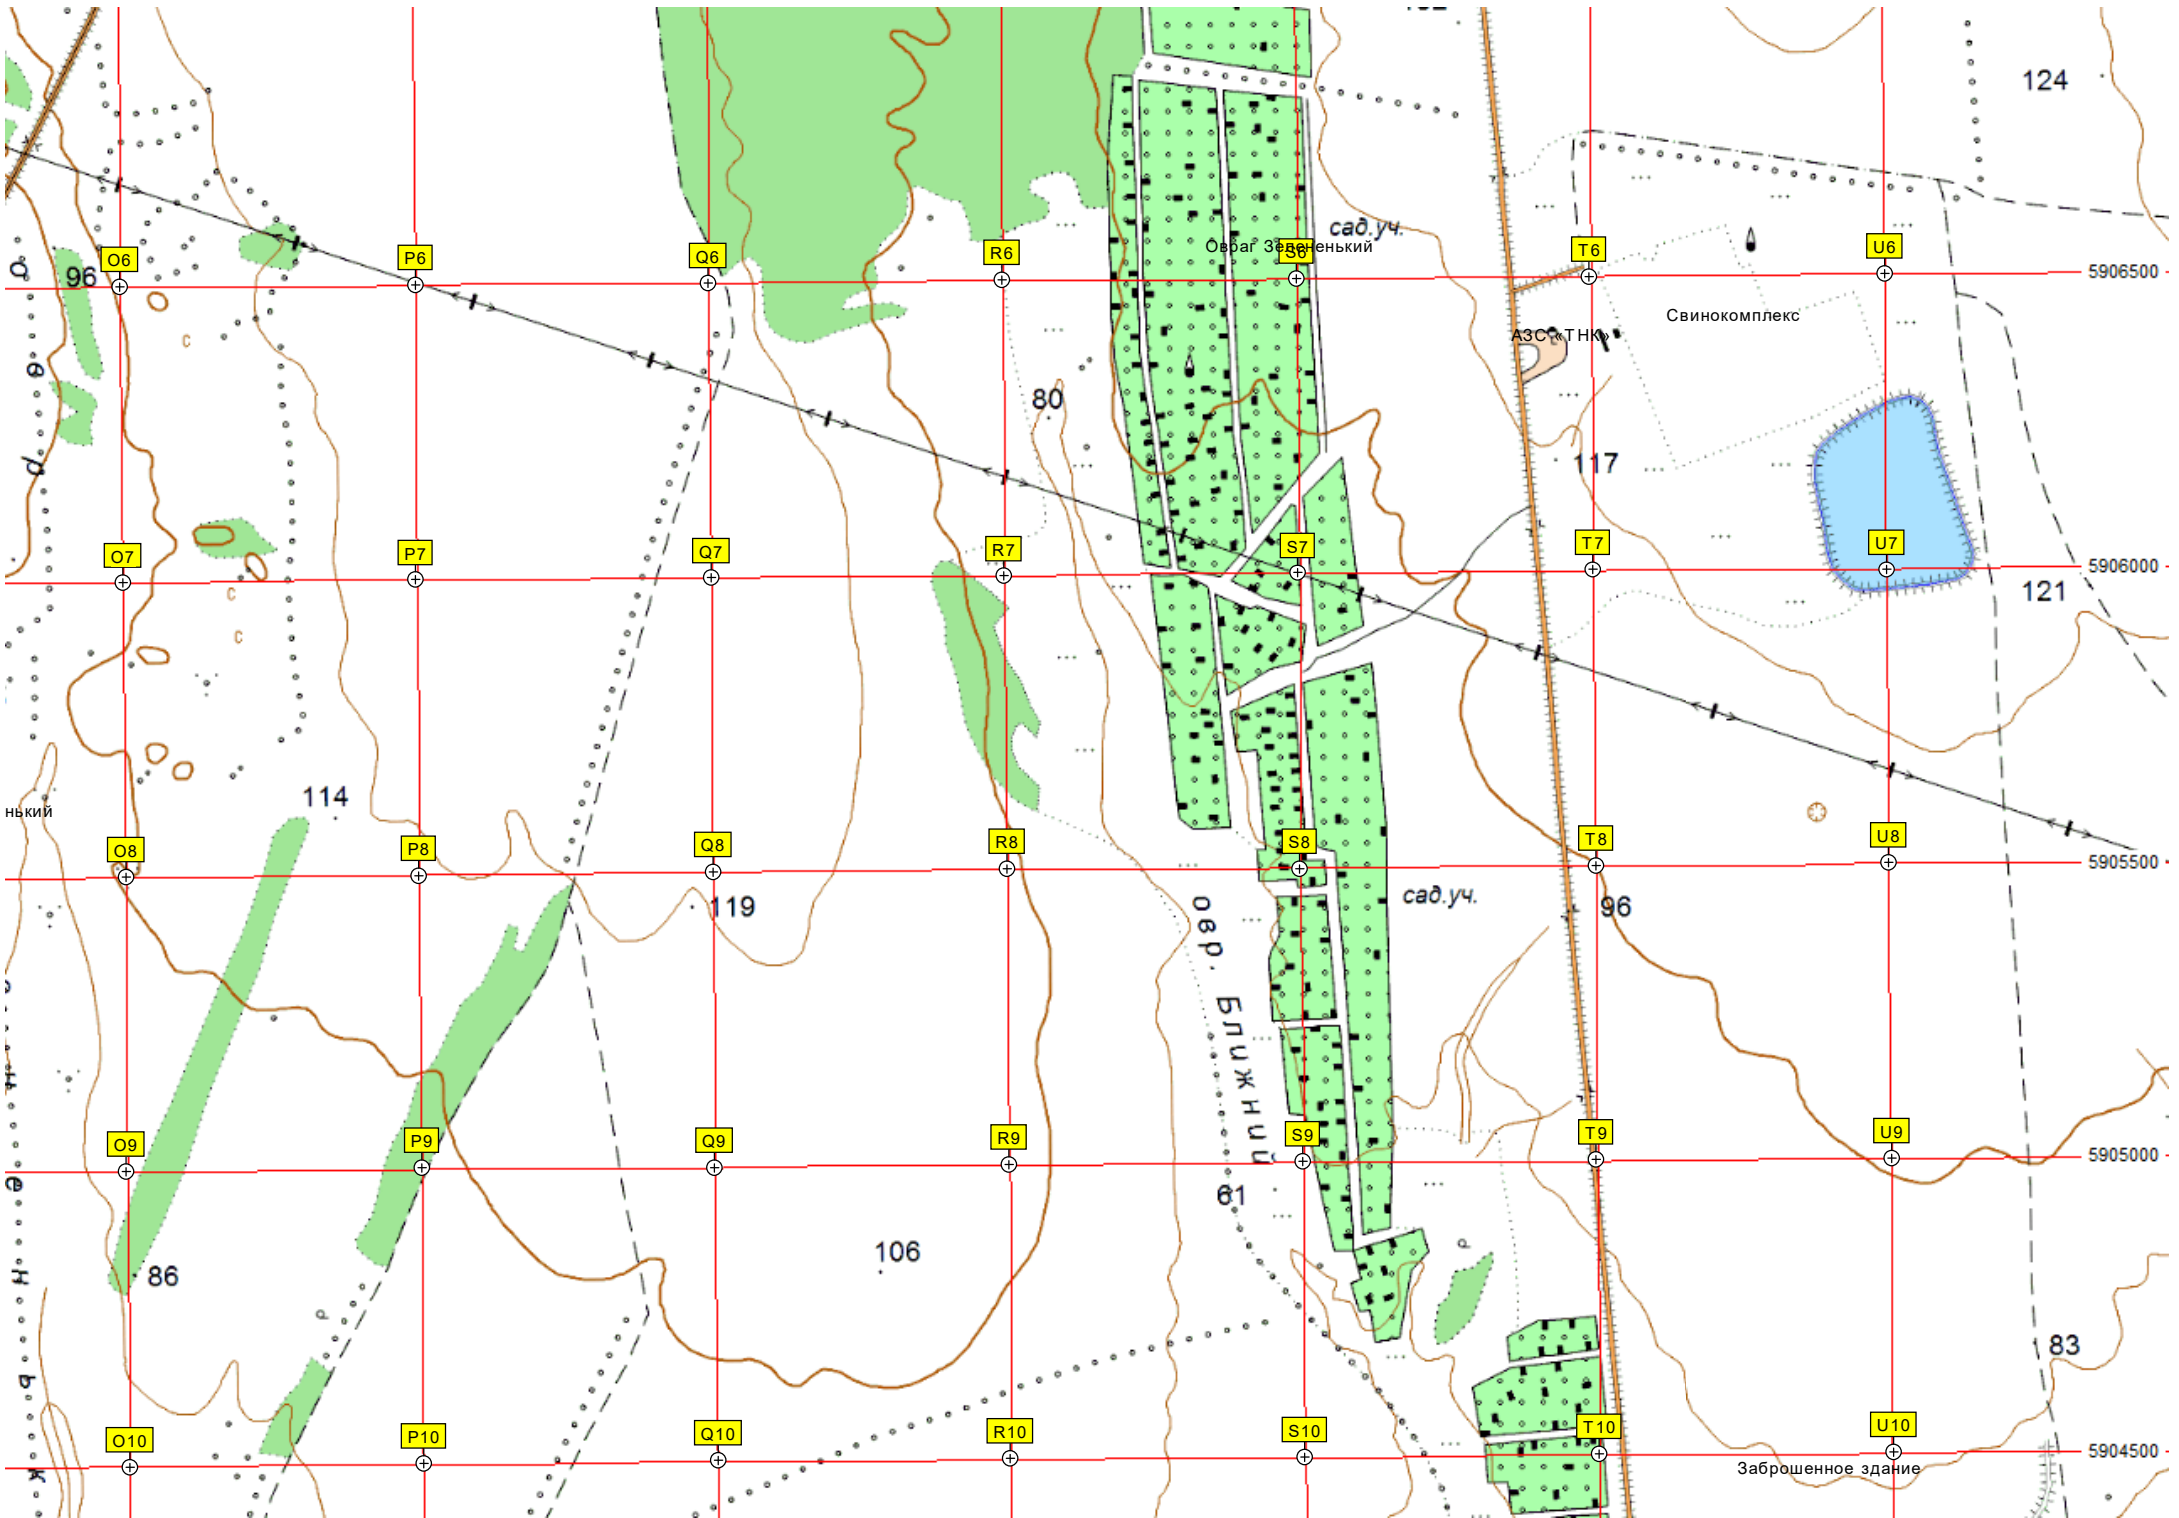 124
сад.уч.
Овраг Зелененький
96
O6
P6
Q6
R6
S6
T6
U6
5906500
Свинокомплекс
АЗС «ТНК»
с
80
117
O7
P7
Q7
R7
S7
T7
U7
5906000
121
с
с
114
нький
O8
P8
Q8
R8
S8
T8
U8
5905500
119
сад.уч.
96
овр. Ближний
O9
P9
Q9
R9
S9
T9
U9
5905000
61
106
86
р
р
83
O10
P10
Q10
R10
S10
T10
U10
5904500
Заброшенное здание